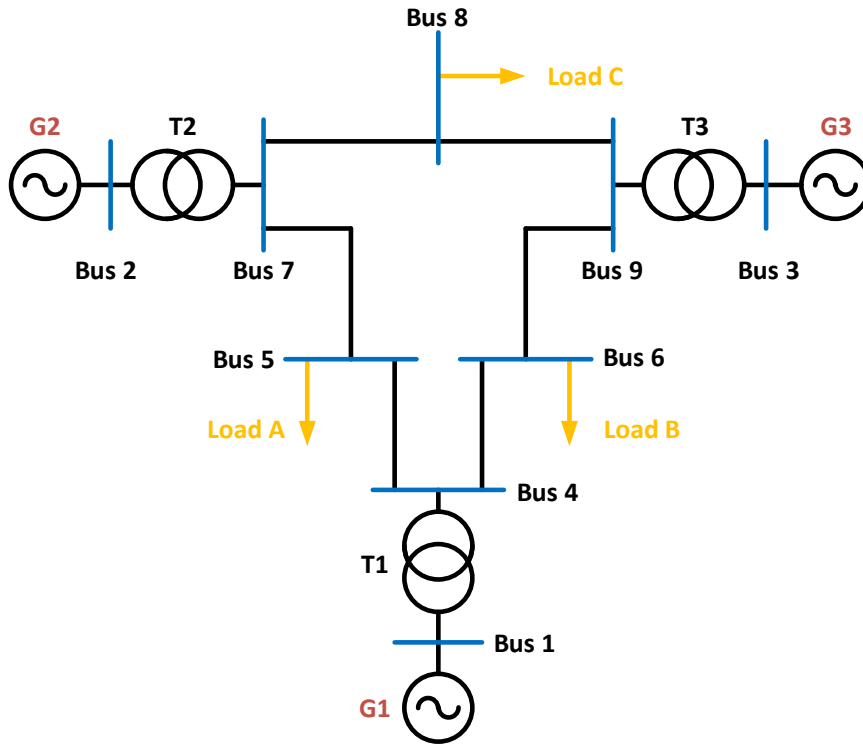 Bus 8
Load C
G2
T2
T3
G3
Bus 2
Bus 7
Bus 9
Bus 3
Bus 5
Bus 6
Load A
Load B
Bus 4
T1
Bus 1
G1